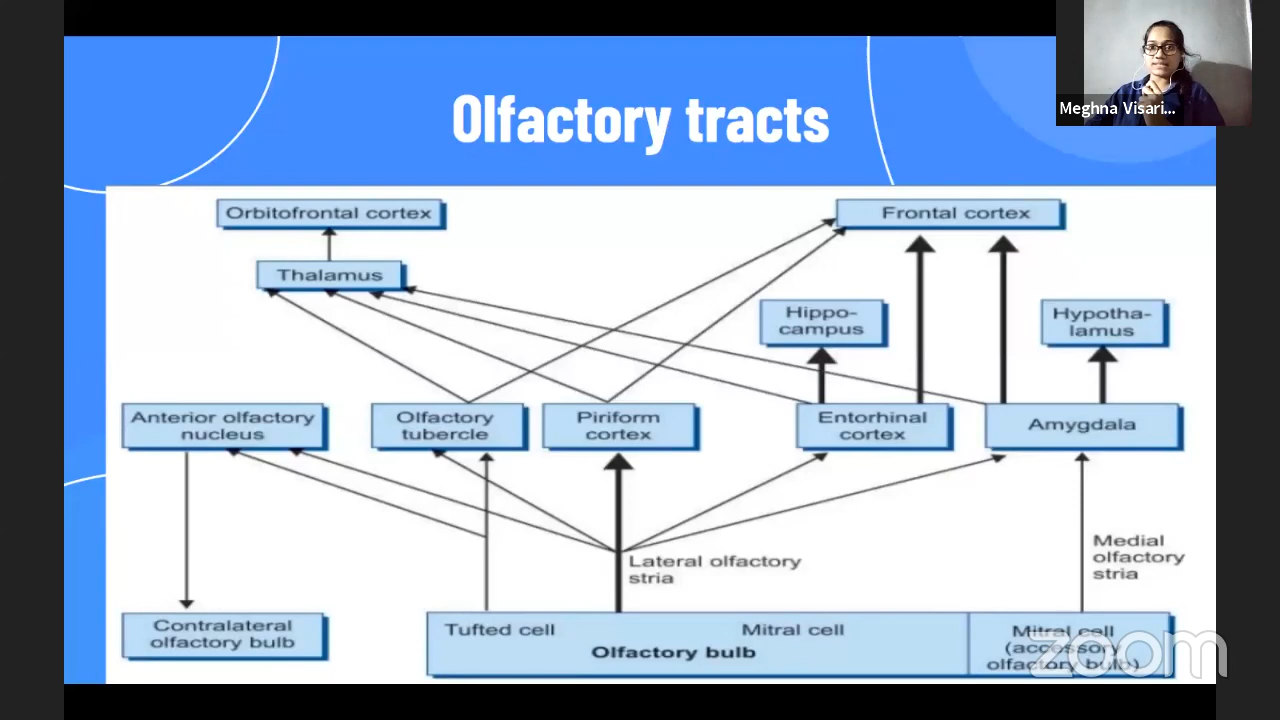 Meghna Visari...
Olfactory tracts
Orbitofrontal cortex
Frontal cortex
Thalamus
Hippo-
campus
Hypotha-
lamus
Anterior olfactory
nucleus
Olfactory
tubercle
Piriform
cortex
Entorhinal
cortex
Amygdala
Lateral olfactory
stria
Medial
olfactory
stria
Contralateral
olfactory bulb
Tufted cell
Mitral cell
Olfactory bulb
Mitral cell
(accessory
olfactory bulb)
zoom